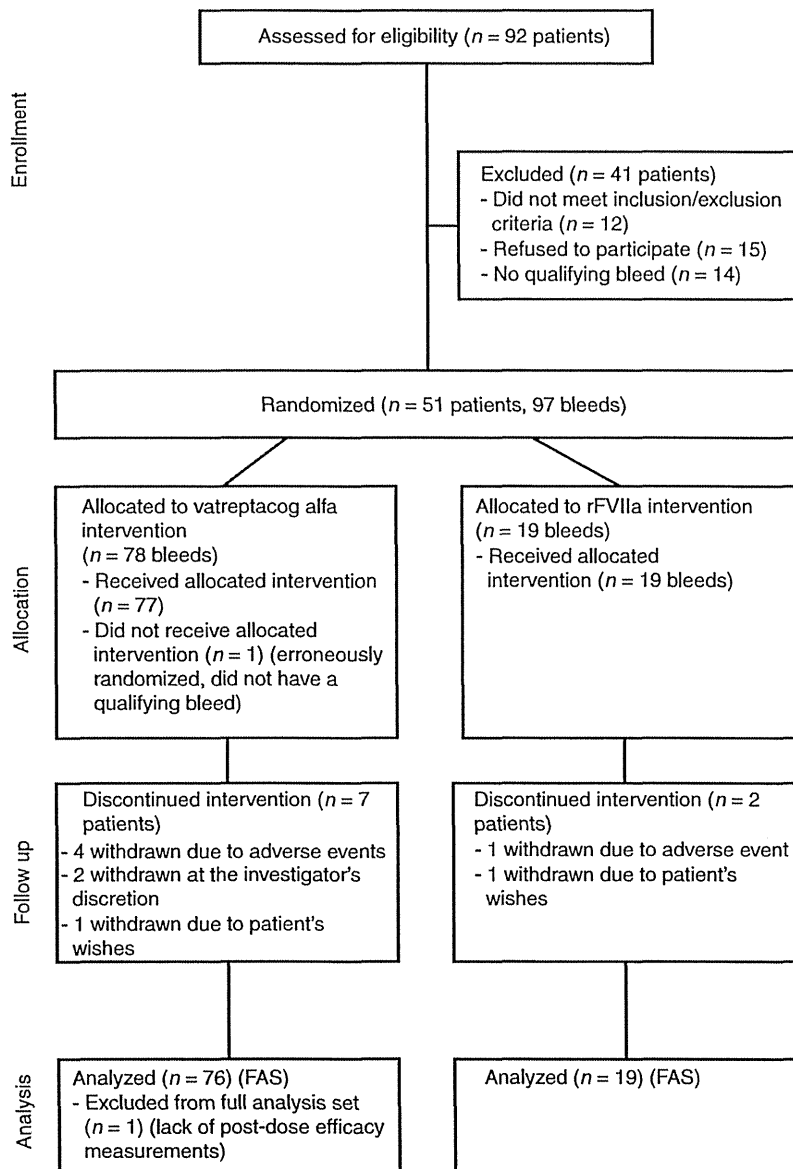 Assessed for eligibility (n = 92 patients)
Enrollment
Excluded (n = 41 patients)
- Did not meet inclusion/exclusion
criteria (n = 12)
- Refused to participate (n = 15)
- No qualifying bleed (n = 14)
Randomized (n = 51 patients, 97 bleeds)
Allocation
Allocated to vatreptacog alfa
intervention
(n = 78 bleeds)
- Received allocated intervention
(n = 77)
- Did not receive allocated
intervention (n = 1) (erroneously
randomized, did not have a
qualifying bleed)
Allocated to rFVIIa intervention
(n = 19 bleeds)
- Received allocated
intervention (n = 19 bleeds)
Follow up
Discontinued intervention (n = 7
patients)
- 4 withdrawn due to adverse events
- 2 withdrawn at the investigator's
discretion
- 1 withdrawn due to patient's
wishes
Discontinued intervention (n = 2
patients)
- 1 withdrawn due to adverse event
- 1 withdrawn due to patient's
wishes
Analysis
Analyzed (n = 76) (FAS)
- Excluded from full analysis set
(n = 1) (lack of post-dose efficacy
measurements)
Analyzed (n = 19) (FAS)